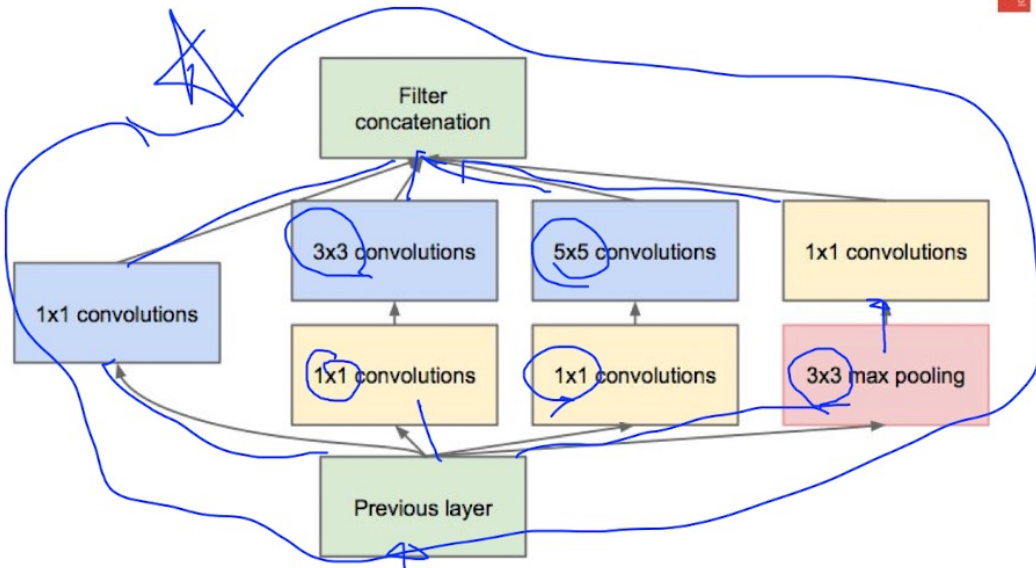 Filter
concatenation
3x3 convolutions
5x5 convolutions
1x1 convolutions
1x1 convolutions
1x1 convolutions
1x1 convolutions
3x3 max pooling
Previous layer